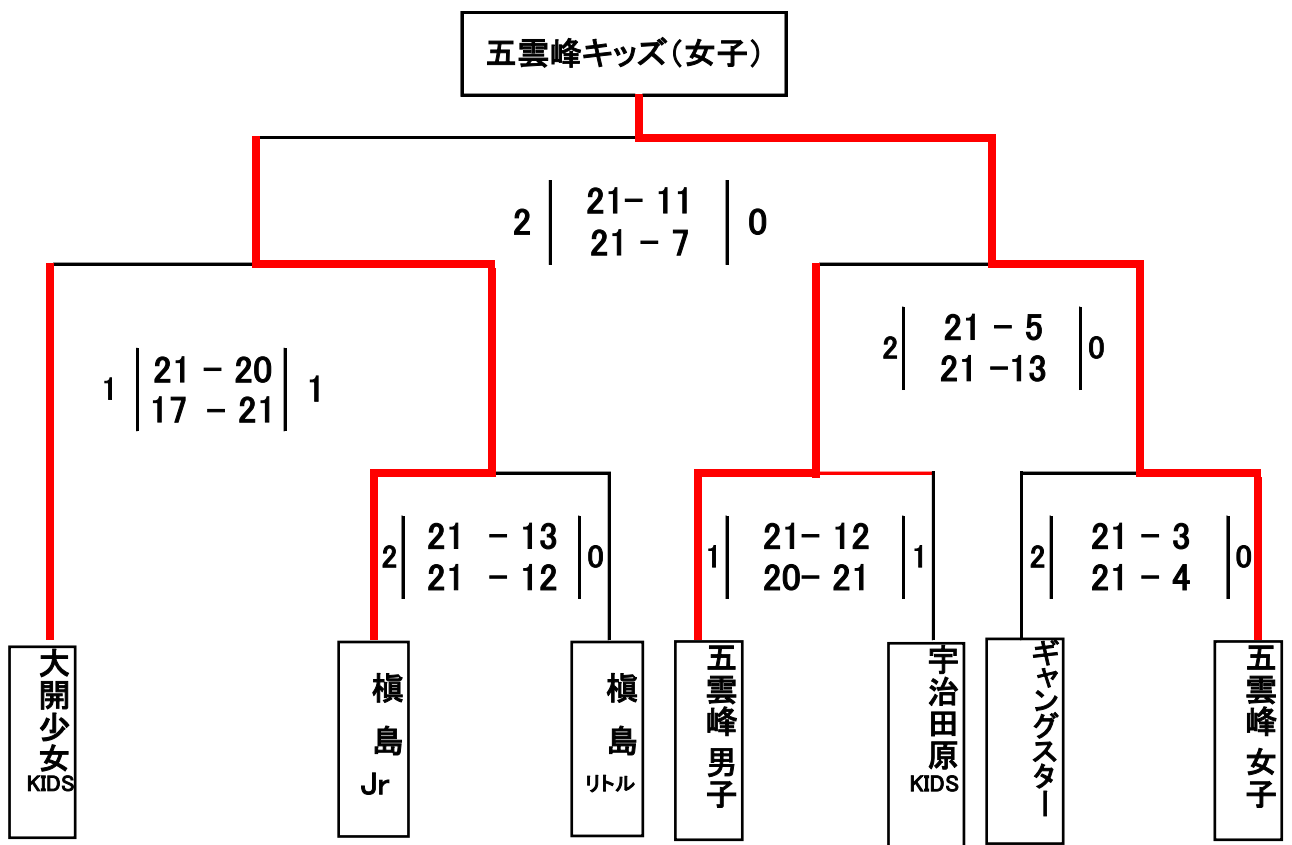 五雲峰キッズ(女子)
2 21- 11 0
21 - 7
2 21 - 5 0
21 -13
1 21 - 20 1
17 - 21
2 21 - 13 0
21 - 12
1 21- 12 1
20- 21
2 21 - 3 0
21 - 4
大開少女
KIDS
槇島
Jr
槇島
リトル
五雲峰 男子
宇治田原
KIDS
ギャングスター
五雲峰 女子